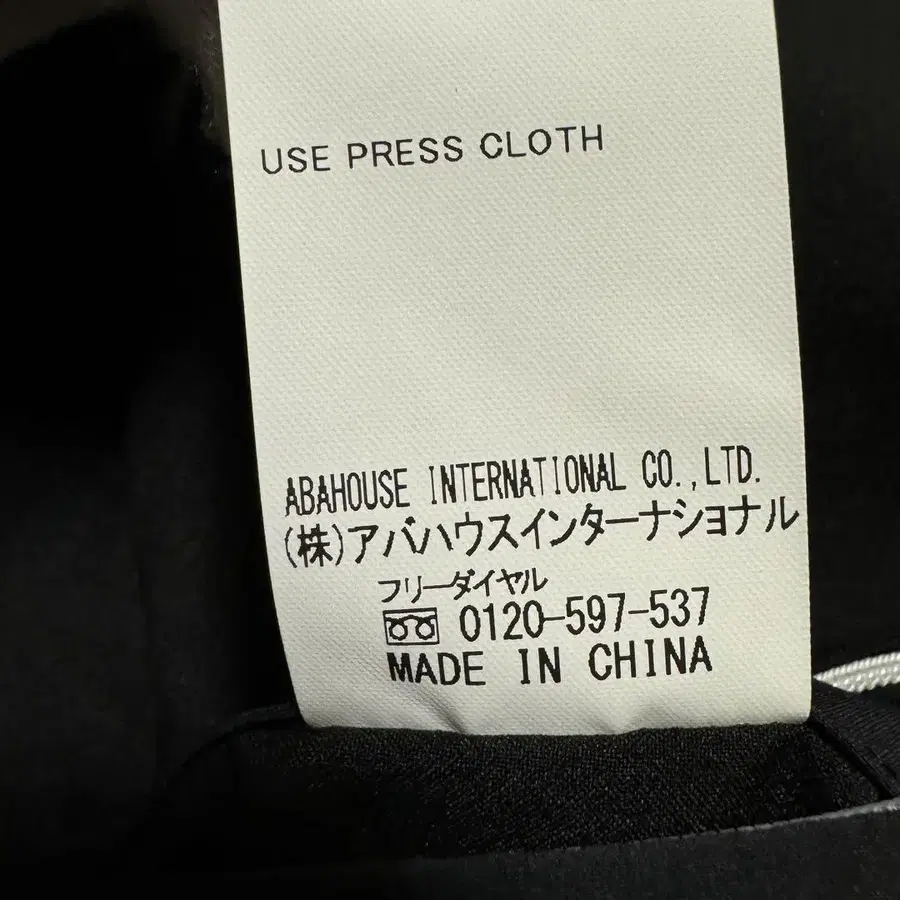 USE PRESS CLOTH
ABAHOUSE INTERNATIONAL CO.,LTD.
(株)アバハウスインターナショナル
フリーダイヤル
0120-597-537
MADE IN CHINA